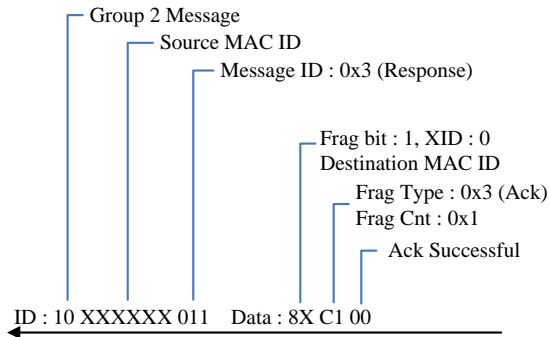 Group 2 Message
Source MAC ID
Message ID : 0x3 (Response)
Frag bit : 1, XID : 0
Destination MAC ID
Frag Type : 0x3 (Ack)
Frag Cnt : 0x1
Ack Successful
ID : 10 XXXXXX 011 Data : 8X C1 00